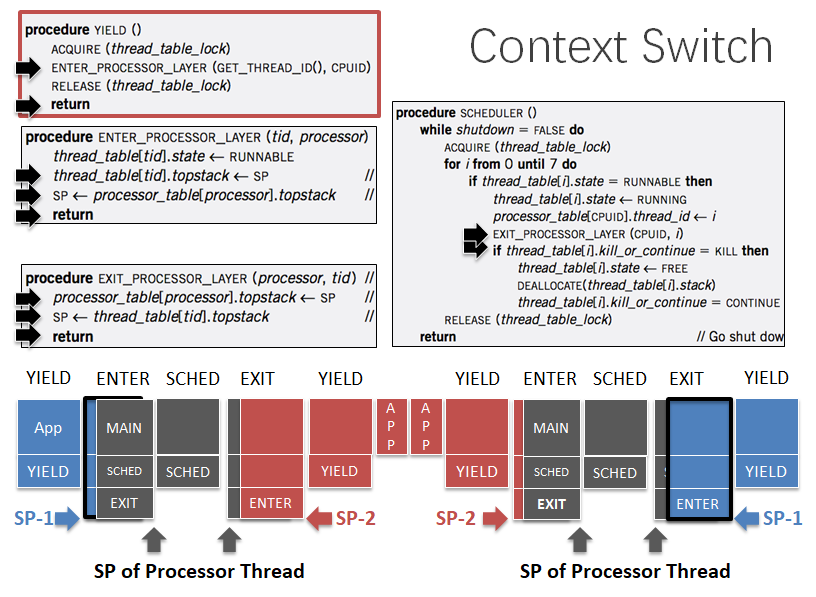 Context Switch
procedure YIELD ()
ACQUIRE (thread_table_lock)
ENTER_PROCESSOR_LAYER (GET_THREAD_ID(), CPUID)
RELEASE (thread_table_lock)
return
procedure ENTER_PROCESSOR_LAYER (tid, processor)
thread_table[tid].state ← RUNNABLE
thread_table[tid].topstack ← SP //
SP ← processor_table[processor].topstack //
return
procedure EXIT_PROCESSOR_LAYER (processor, tid) //
processor_table[processor].topstack ← SP //
SP ← thread_table[tid].topstack //
return
procedure SCHEDULER ()
while shutdown = FALSE do
ACQUIRE (thread_table_lock)
for i from 0 until 7 do
if thread_table[i].state = RUNNABLE then
thread_table[i].state ← RUNNING
processor_table[CPUID].thread_id ← i
EXIT_PROCESSOR_LAYER (CPUID, i)
if thread_table[i].kill_or_continue = KILL then
thread_table[i].state ← FREE
DEALLOCATE(thread_table[i].stack)
thread_table[i].kill_or_continue = CONTINUE
RELEASE (thread_table_lock)
return // Go shut dow
YIELD ENTER SCHED EXIT YIELD YIELD ENTER SCHED EXIT YIELD
App MAIN APP APP MAIN
YIELD SCHED SCHED YIELD YIELD SCHED SCHED YIELD
EXIT ENTER EXIT ENTER
SP-1 SP-2 SP-2 SP-1
SP of Processor Thread SP of Processor Thread